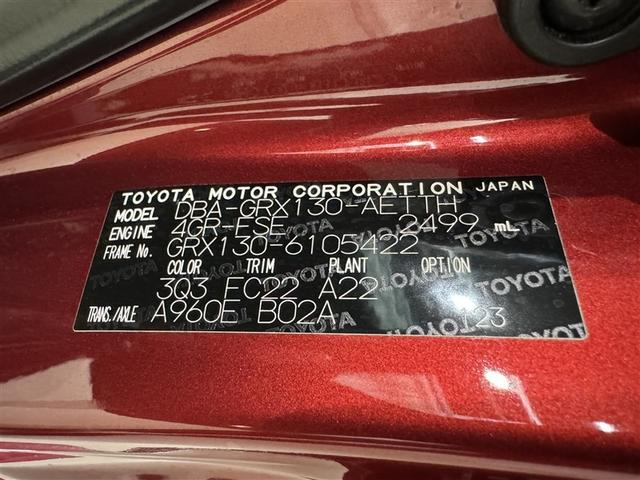 TOYOTA MOTOR CORPORATION JAPAN
MODEL DBA-GRX130-AETTH
ENGINE 4GR-FSE 2499 mL
FRAME No. GRX130-6105422
COLOR TRIM PLANT OPTION
3Q3 FC22 A22
TRANS./AXLE A960E B02A 123